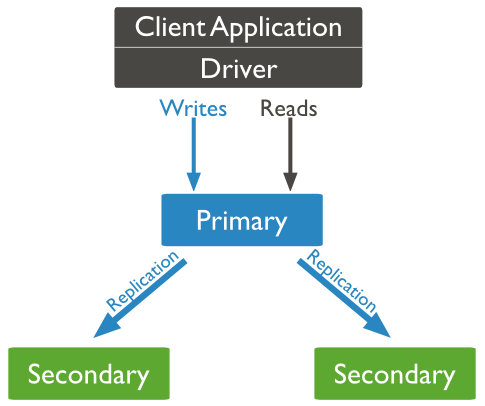 Client Application
Driver
Writes
Reads
Primary
Replication
Replication
Secondary
Secondary